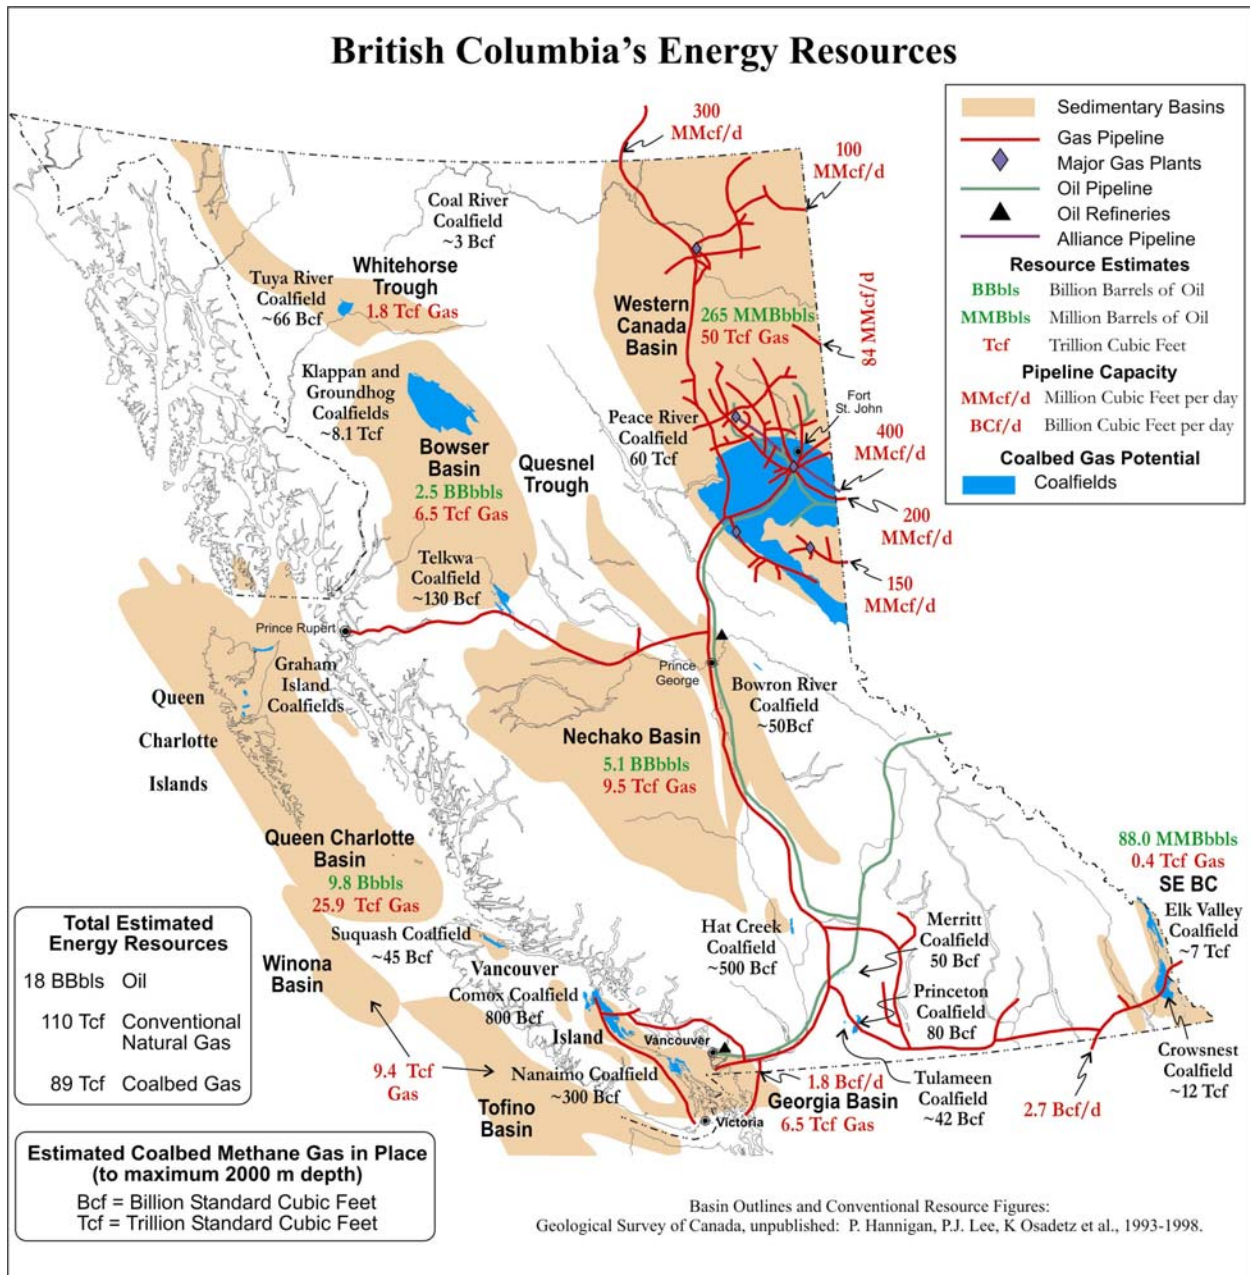 British Columbia's Energy Resources
Sedimentary Basins
Gas Pipeline
Major Gas Plants
Oil Pipeline
Oil Refineries
Alliance Pipeline
Resource Estimates
BBbls Billion Barrels of Oil
MMBbls Million Barrels of Oil
Tcf Trillion Cubic Feet
Pipeline Capacity
MMcf/d Million Cubic Feet per day
BCf/d Billion Cubic Feet per day
Coalbed Gas Potential
Coalfields
300
MMcf/d
100
MMcf/d
Coal River
Coalfield
~3 Bcf
Whitehorse
Trough
1.8 Tcf Gas
Tuya River
Coalfield
~66 Bcf
Western
Canada
Basin
265 MMBbbls
50 Tcf Gas
84 MMcf/d
Klappan and
Groundhog
Coalfields
~8.1 Tcf
Bowser
Basin
2.5 BBbbls
6.5 Tcf Gas
Quesnel
Trough
Peace River
Coalfield
60 Tcf
Fort
St. John
400
MMcf/d
200
MMcf/d
150
MMcf/d
Telkwa
Coalfield
~130 Bcf
Prince Rupert
Graham
Island
Coalfields
Queen
Charlotte
Islands
Prince
George
Bowron River
Coalfield
~50Bcf
Nechako Basin
5.1 BBbbls
9.5 Tcf Gas
Queen Charlotte
Basin
9.8 Bbbls
25.9 Tcf Gas
88.0 MMBbbls
0.4 Tcf Gas
SE BC
Elk Valley
Coalfield
~7 Tcf
Total Estimated
Energy Resources
18 BBbls Oil
110 Tcf Conventional
Natural Gas
89 Tcf Coalbed Gas
Suquash Coalfield
~45 Bcf
Hat Creek
Coalfield
~500 Bcf
Merritt
Coalfield
50 Bcf
Winona
Basin
Vancouver
Island
Comox Coalfield
800 Bcf
Princeton
Coalfield
80 Bcf
Vancouver
Crowsnest
Coalfield
~12 Tcf
9.4 Tcf
Gas
Nanaimo Coalfield
~300 Bcf
1.8 Bcf/d
Georgia Basin
6.5 Tcf Gas
Tulameen
Coalfield
~42 Bcf
2.7 Bcf/d
Tofino
Basin
Victoria
Estimated Coalbed Methane Gas in Place
(to maximum 2000 m depth)
Bcf = Billion Standard Cubic Feet
Tcf = Trillion Standard Cubic Feet
Basin Outlines and Conventional Resource Figures:
Geological Survey of Canada, unpublished: P. Hannigan, P.J. Lee, K Osadetz et al., 1993-1998.